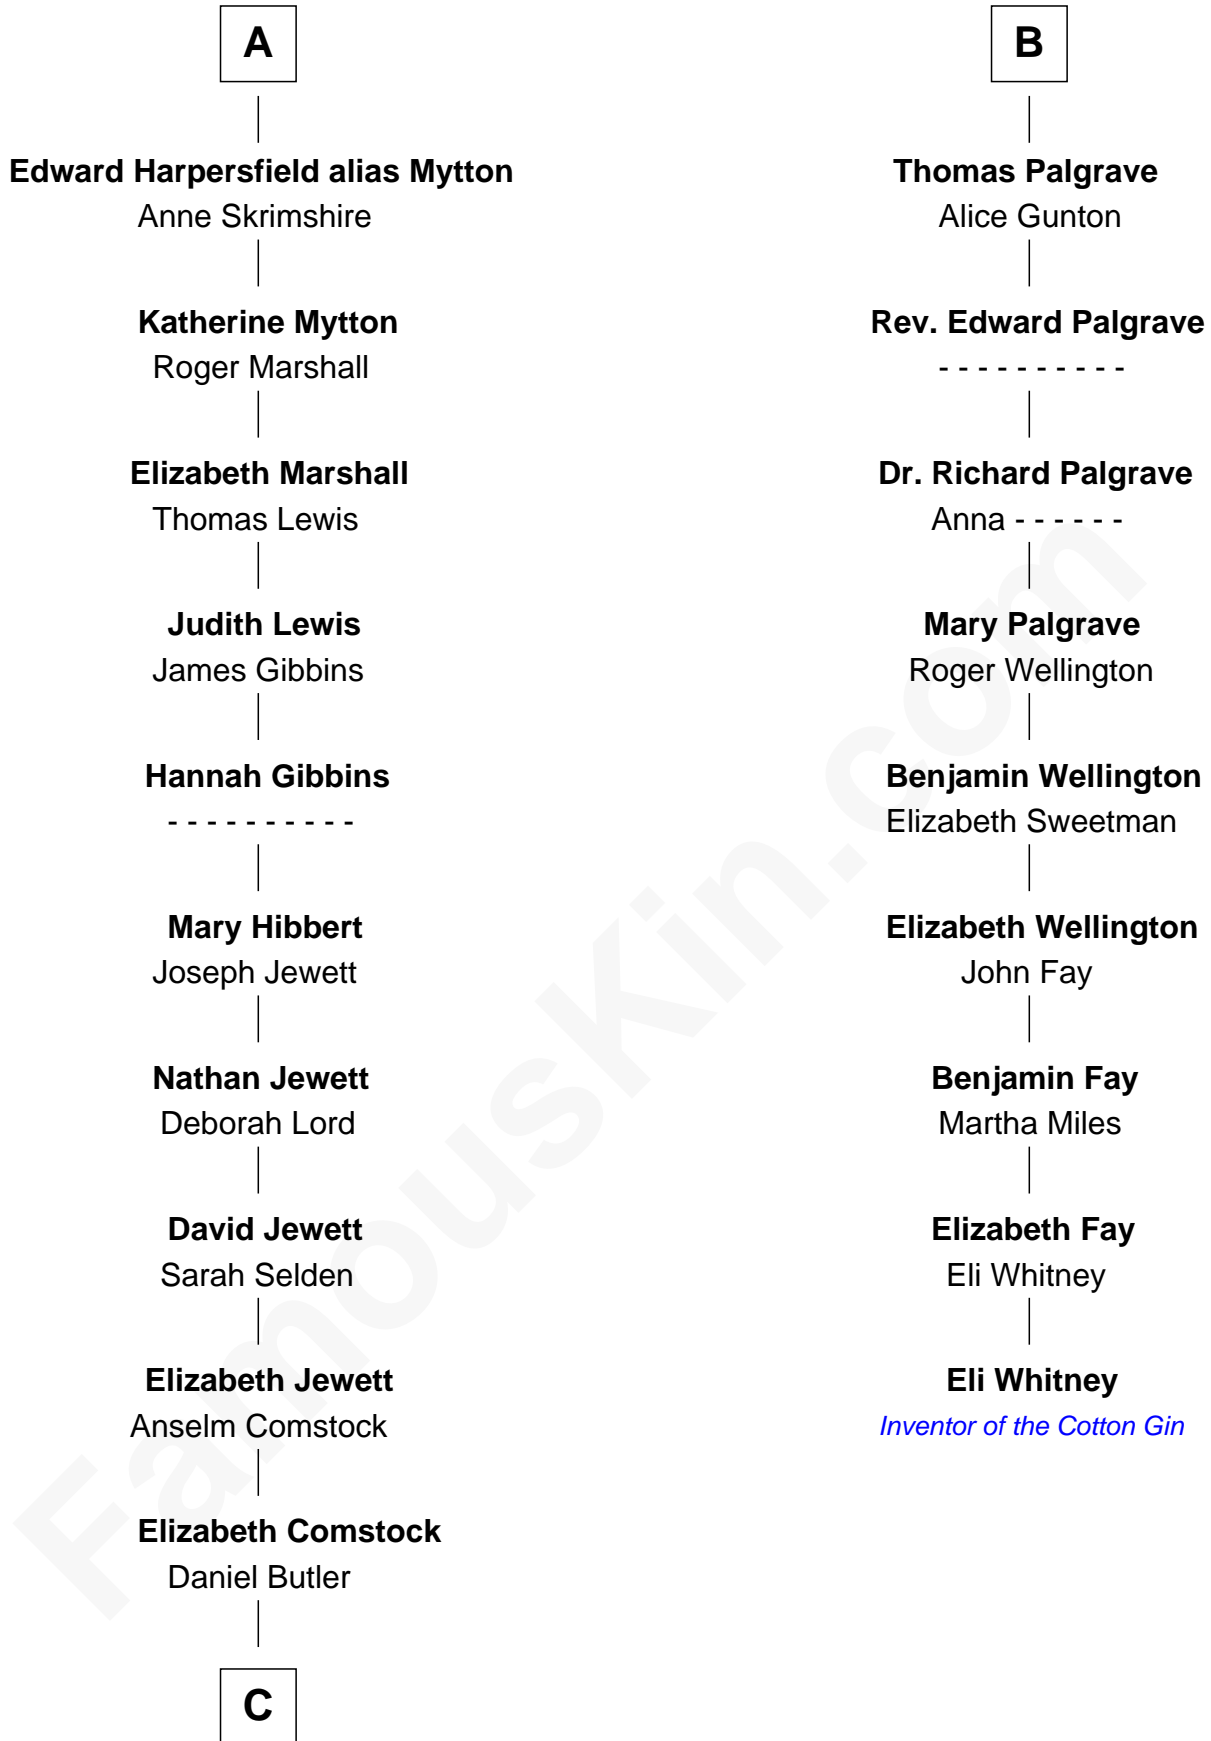 A
Edward Harpersfield alias Mytton
Anne Skrimshire
Katherine Mytton
Roger Marshall
Elizabeth Marshall
Thomas Lewis
Judith Lewis
James Gibbins
Hannah Gibbins
- - - - - - - - - -
Mary Hibbert
Joseph Jewett
Nathan Jewett
Deborah Lord
David Jewett
Sarah Selden
Elizabeth Jewett
Anselm Comstock
Elizabeth Comstock
Daniel Butler
C
B
Thomas Palgrave
Alice Gunton
Rev. Edward Palgrave
- - - - - - - - - -
Dr. Richard Palgrave
Anna - - - - - -
Mary Palgrave
Roger Wellington
Benjamin Wellington
Elizabeth Sweetman
Elizabeth Wellington
John Fay
Benjamin Fay
Martha Miles
Elizabeth Fay
Eli Whitney
Eli Whitney
Inventor of the Cotton Gin
FamousKin.com